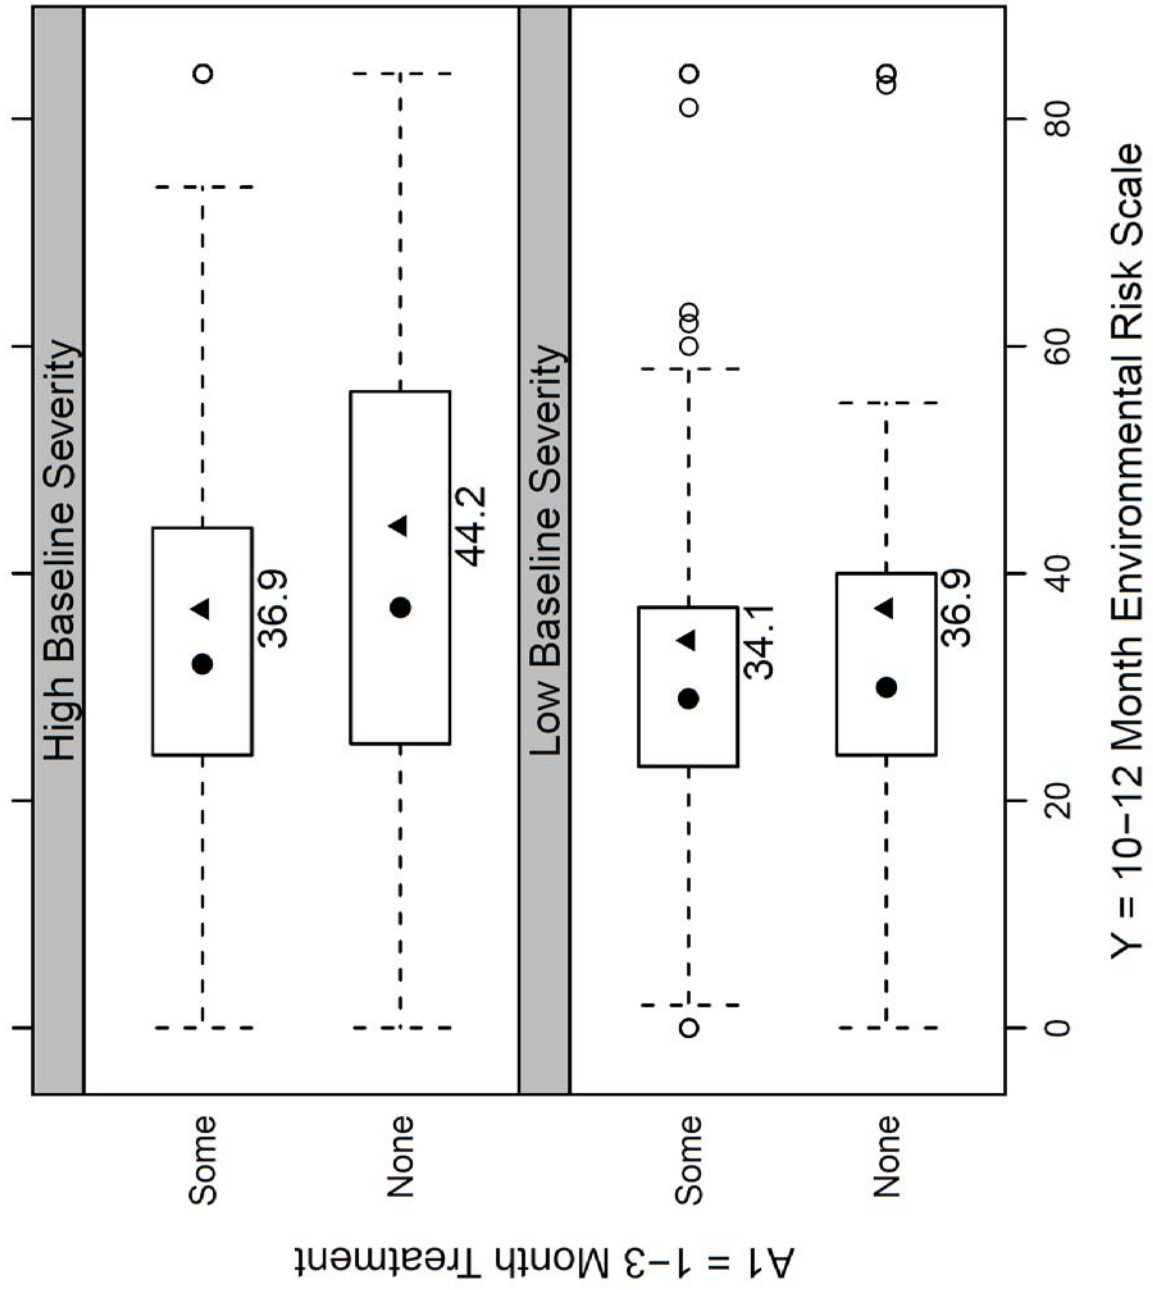 High Baseline Severity
Some
36.9
None
44.2
Low Baseline Severity
Some
34.1
None
36.9
0 20 40 60 80
Y = 10−12 Month Environmental Risk Scale
A1 = 1−3 Month Treatment